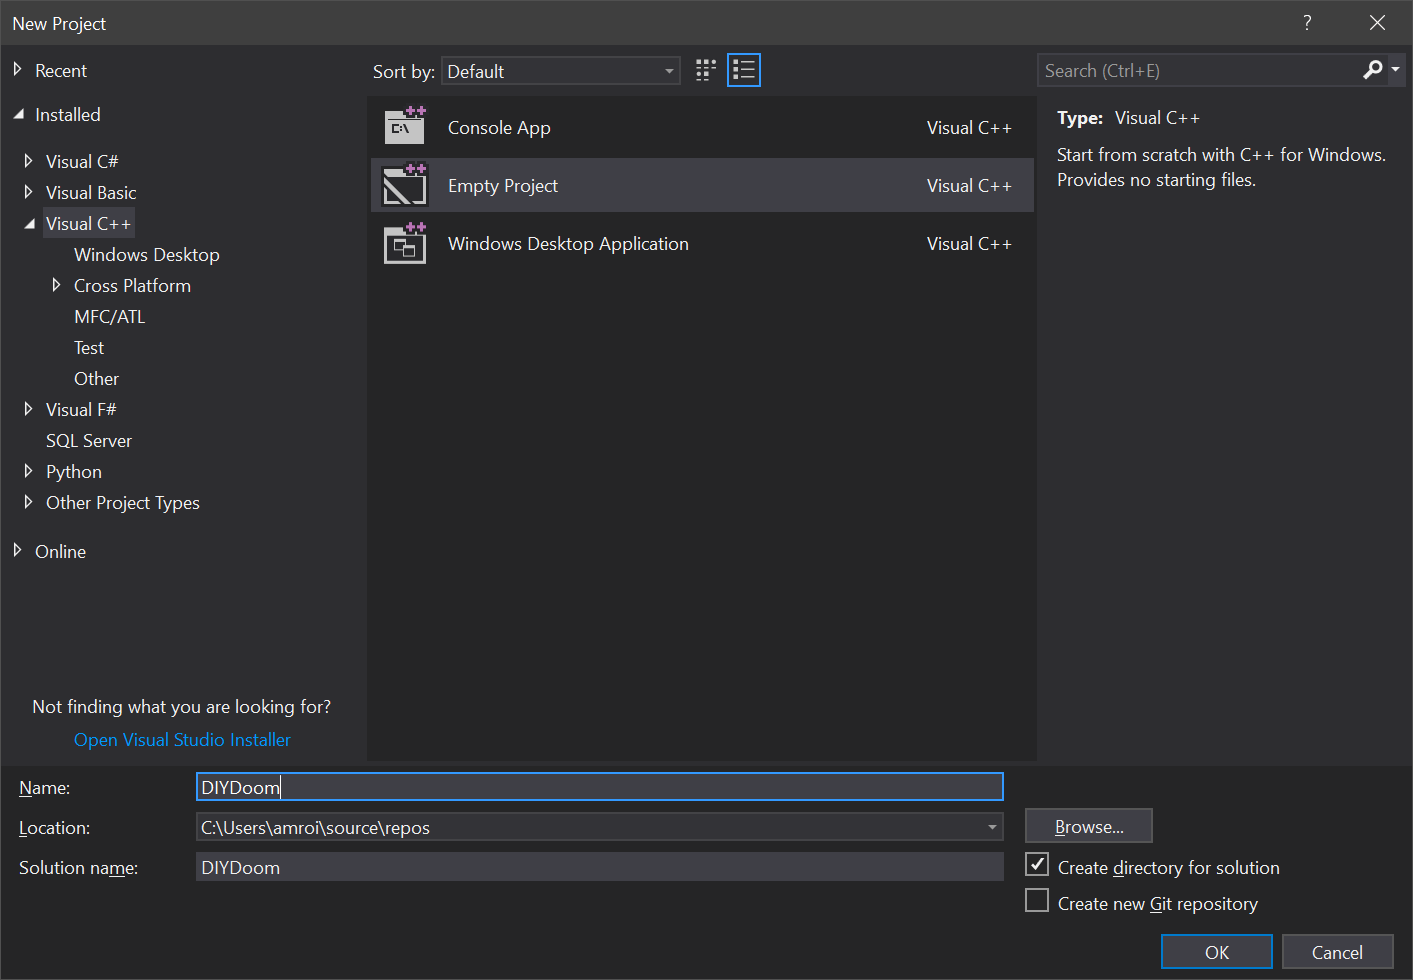 New Project
?
Recent
Installed
Visual C#
Visual Basic
Visual C++
Windows Desktop
Cross Platform
MFC/ATL
Test
Other
Visual F#
SQL Server
Python
Other Project Types
Online
Not finding what you are looking for?
Open Visual Studio Installer
Sort by: Default
Search (Ctrl+E)
C:\ ++ Console App Visual C++
++ Empty Project Visual C++
++ Windows Desktop Application Visual C++
Type: Visual C++
Start from scratch with C++ for Windows.
Provides no starting files.
Name: DIYDoom
Location: C:\Users\amroi\source\repos
Browse...
Solution name: DIYDoom
Create directory for solution
Create new Git repository
OK Cancel